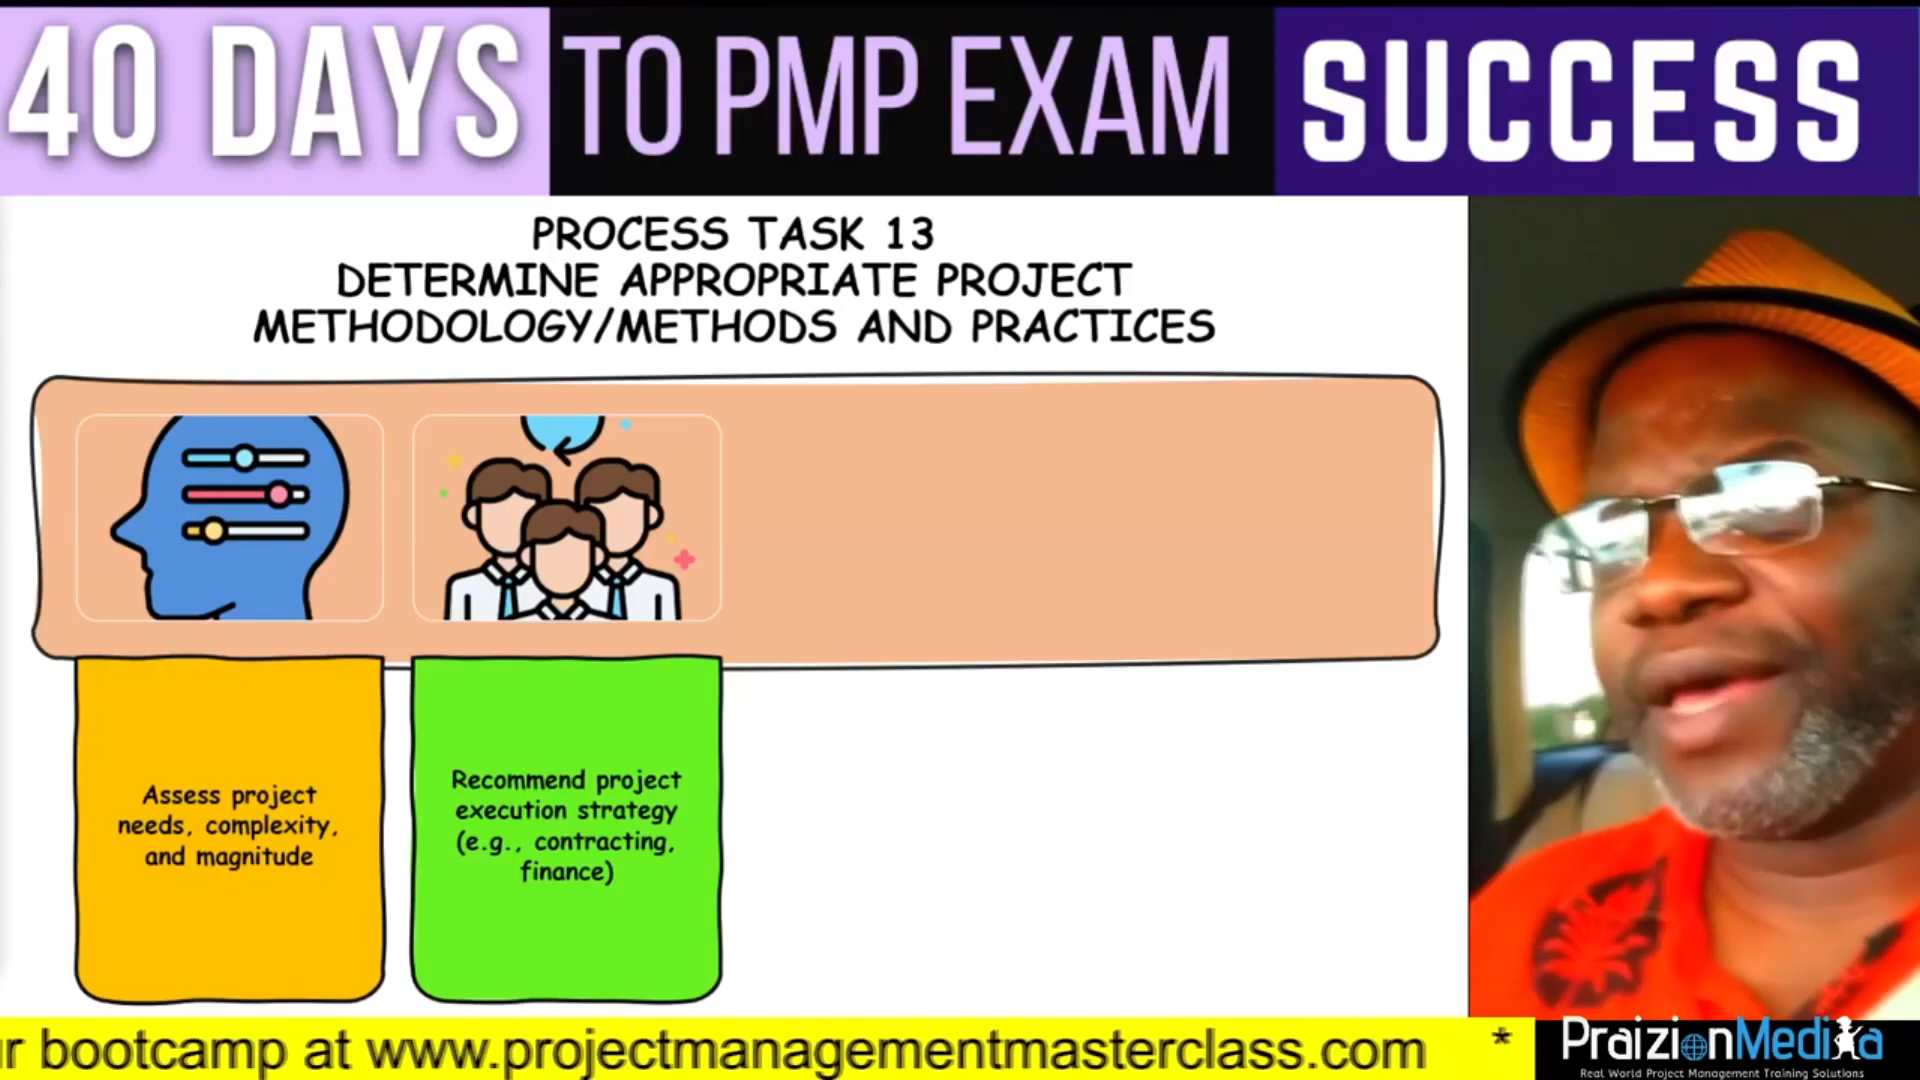 40 DAYS TO PMP EXAM SUCCESS
PROCESS TASK 13
DETERMINE APPROPRIATE PROJECT
METHODOLOGY/METHODS AND PRACTICES
Assess project
needs, complexity,
and magnitude
Recommend project
execution strategy
(e.g., contracting,
finance)
r bootcamp at www.projectmanagementmasterclass.com *
PraizionMedia
Real World Project Management Training Solutions